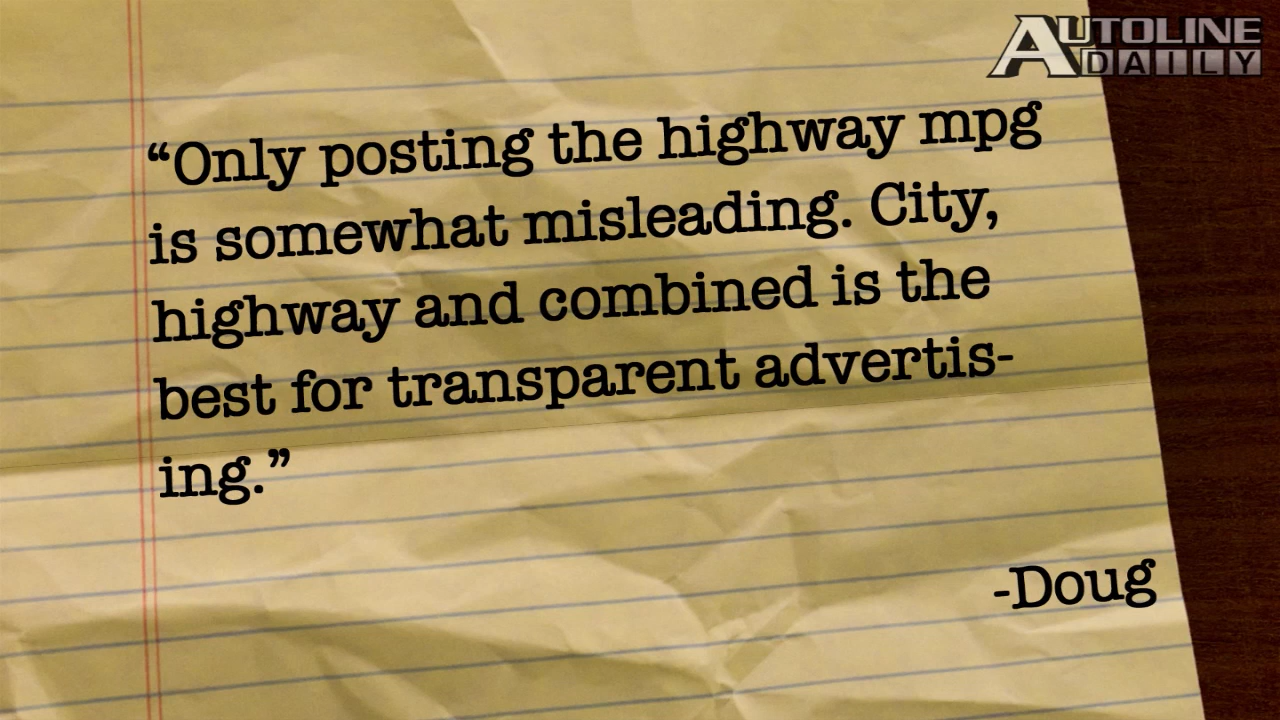 AUTOLINE
DAILY
“Only posting the highway mpg
is somewhat misleading. City,
highway and combined is the
best for transparent advertis-
ing.”
-Doug